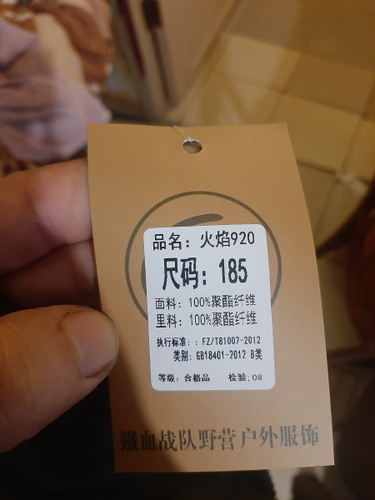 品名：火焰920
尺码：185
面料：100%聚酯纤维
里料：100%聚酯纤维
执行标准：：FZ/T81007-2012
类别：GB18401-2012 B类
等级：合格品 检验：08
鐵血战队野营户外服饰